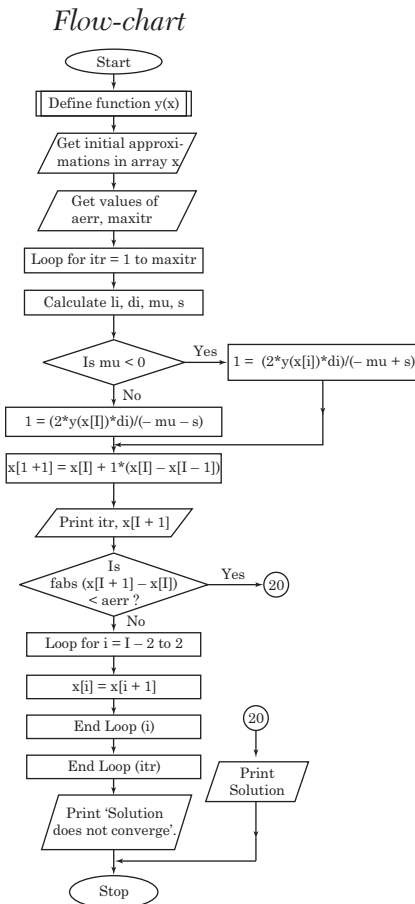 Flow-chart
Start
Define function y(x)
Get initial approxi-
mations in array x
Get values of
aerr, maxitr
Loop for itr = 1 to maxitr
Calculate li, di, mu, s
Is mu < 0
Yes
1 = (2*y(x[i])*di)/(– mu + s)
No
1 = (2*y(x[I])*di)/(– mu – s)
x[1 +1] = x[I] + 1*(x[I] – x[I – 1])
Print itr, x[I + 1]
Is
fabs (x[I + 1] – x[I])
< aerr ?
Yes
20
No
Loop for i = I – 2 to 2
x[i] = x[i + 1]
End Loop (i)
End Loop (itr)
Print ‘Solution
does not converge’.
20
Print
Solution
Stop